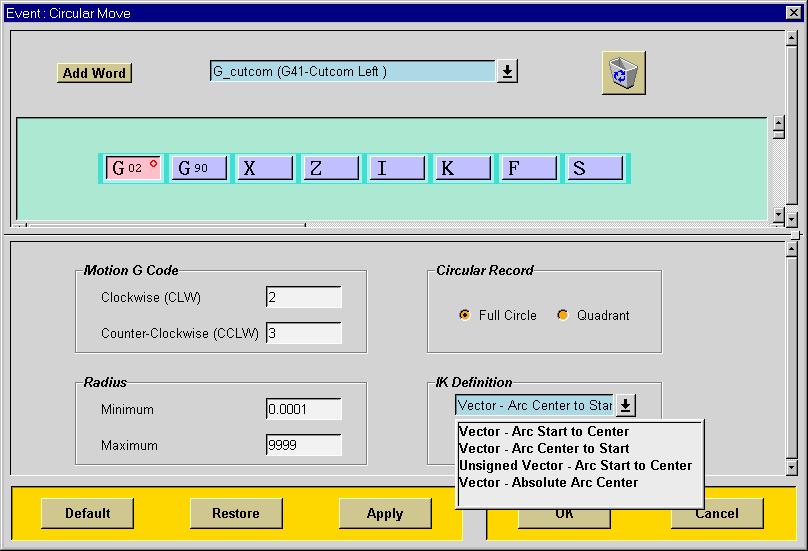 Event : Circular Move
Add Word
G_cutcom (G41-Cutcom Left )
G 02 G 90 X Z I K F S
Motion G Code
Clockwise (CLW) 2
Counter-Clockwise (CCLW) 3
Circular Record
Full Circle Quadrant
Radius
Minimum 0.0001
Maximum 9999
IK Definition
Vector - Arc Center to Star
Vector - Arc Start to Center
Vector - Arc Center to Start
Unsigned Vector - Arc Start to Center
Vector - Absolute Arc Center
Default Restore Apply OK Cancel